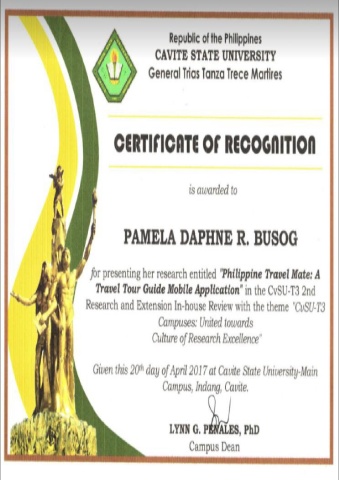 Republic of the Philippines
CAVITE STATE UNIVERSITY
General Trias Tanza Trece Martires
CERTIFICATE OF RECOGNITION
is awarded to
PAMELA DAPHNE R. BUSOG
for presenting her research entitled "Philippine Travel Mate: A
Travel Tour Guide Mobile Application" in the CvSU-T3 2nd
Research and Extension In-house Review with the theme "CvSU-T3
Campuses: United towards
Culture of Research Excellence"
Given this 20th day of April 2017 at Cavite State University-Main
Campus, Indang, Cavite.
LYNN G. PENALES, PhD
Campus Dean